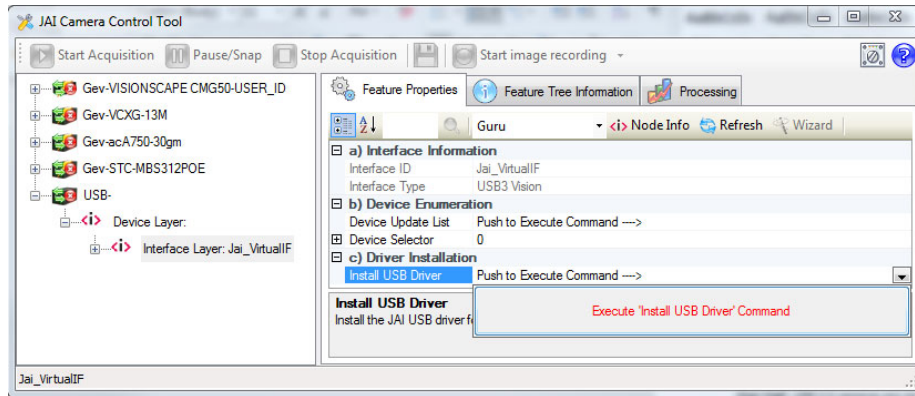 JAI Camera Control Tool
Start Acquisition Pause/Snap Stop Acquisition Start image recording
Gev-VISIONSCAPE CMG50-USER_ID
Gev-VCXG-13M
Gev-acA750-30gm
Gev-STC-MBS312POE
USB-
Device Layer:
Interface Layer: Jai_VirtualIF
Feature Properties Feature Tree Information Processing
Guru <i> Node Info Refresh Wizard
a) Interface Information
Interface ID Jai_VirtualIF
Interface Type USB3 Vision
b) Device Enumeration
Device Update List Push to Execute Command ---->
Device Selector 0
c) Driver Installation
Install USB Driver Push to Execute Command ---->
Install USB Driver
Install the JAI USB driver
Execute 'Install USB Driver' Command
Jai_VirtualIF